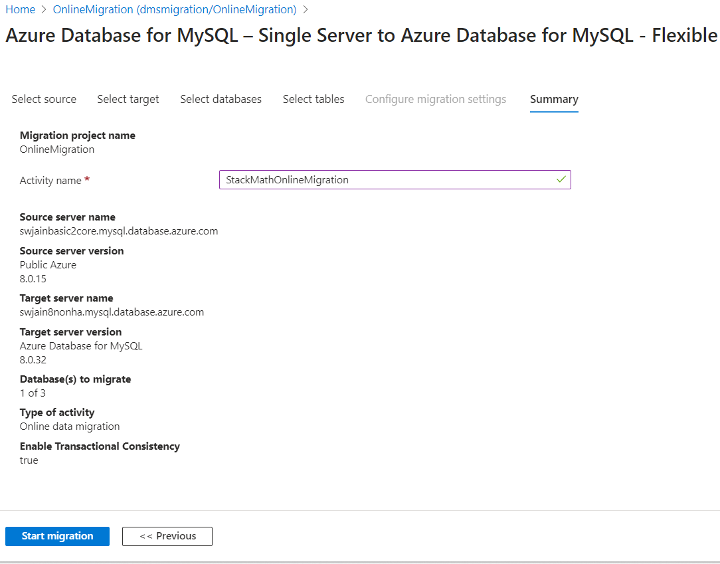 Home > OnlineMigration (dmsmigration/OnlineMigration) >
Azure Database for MySQL – Single Server to Azure Database for MySQL - Flexible
Select source Select target Select databases Select tables Configure migration settings Summary
Migration project name
OnlineMigration
Activity name * StackMathOnlineMigration
Source server name
swjainbasic2core.mysql.database.azure.com
Source server version
Public Azure
8.0.15
Target server name
swjain8nonha.mysql.database.azure.com
Target server version
Azure Database for MySQL
8.0.32
Database(s) to migrate
1 of 3
Type of activity
Online data migration
Enable Transactional Consistency
true
Start migration << Previous